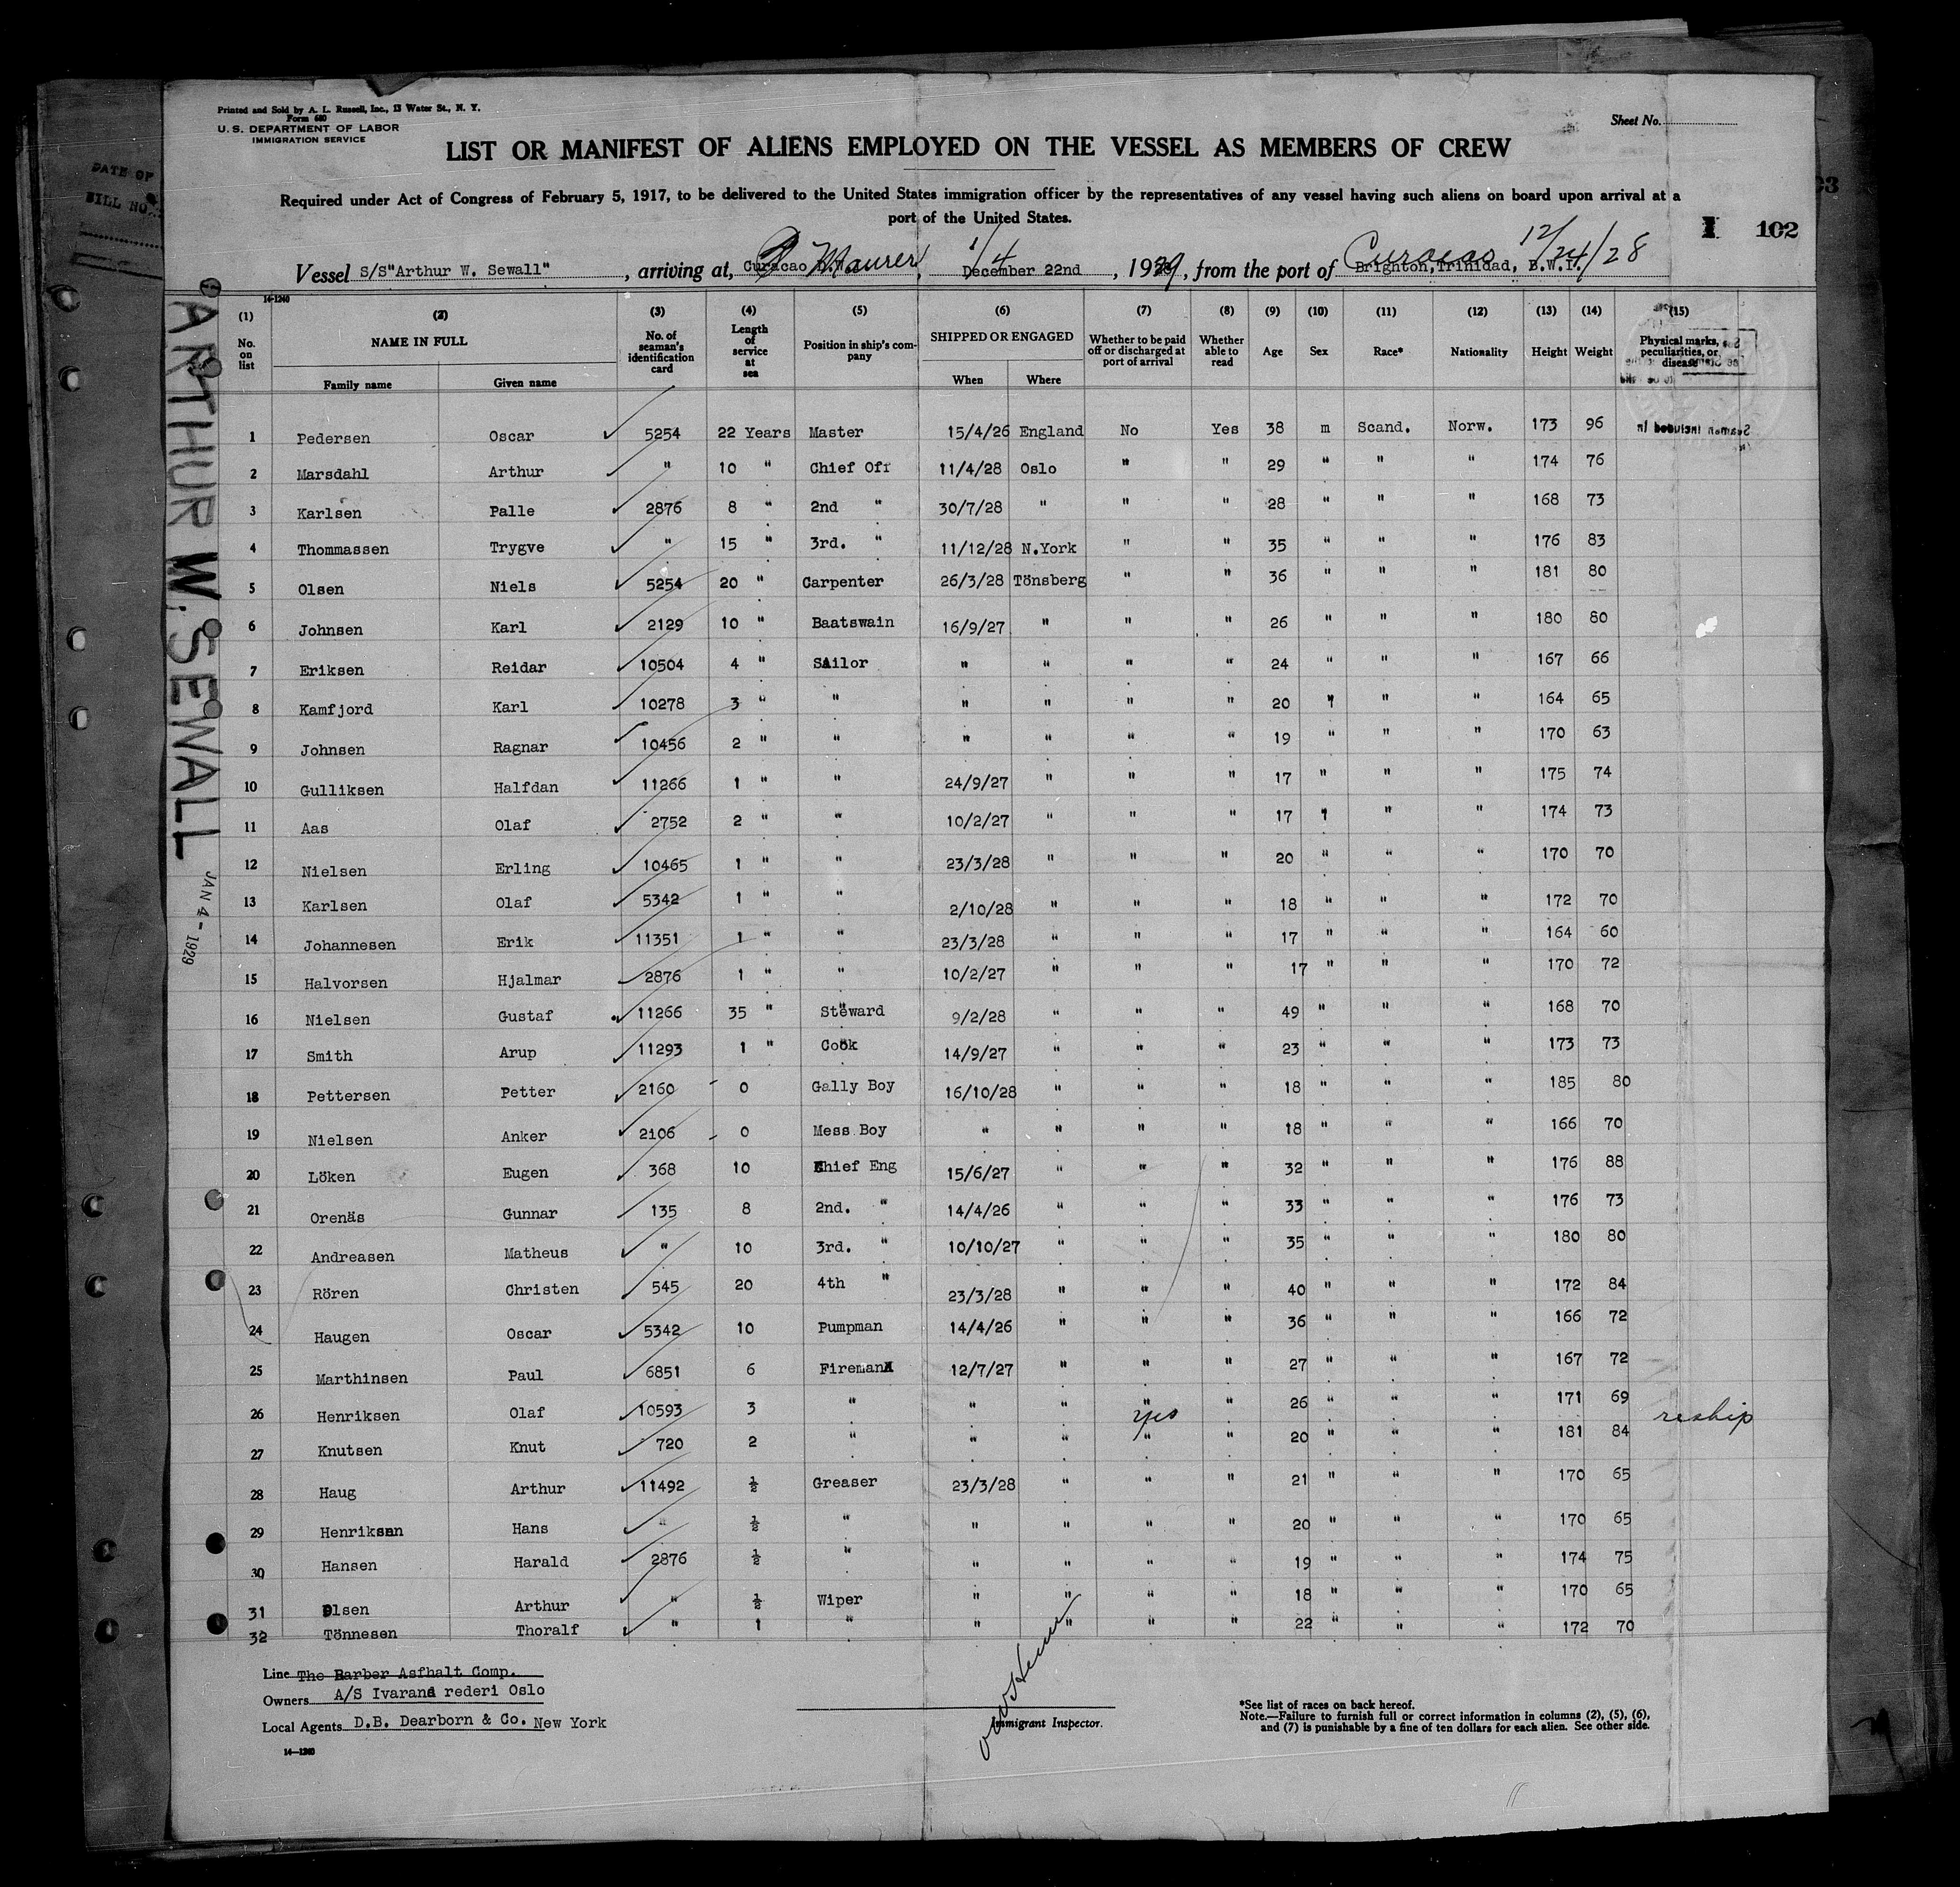 Printed and Sold by A. L. Russell, Inc., 13 Water St., N. Y.
Form 680
U. S. DEPARTMENT OF LABOR
IMMIGRATION SERVICE
Sheet No.
LIST OR MANIFEST OF ALIENS EMPLOYED ON THE VESSEL AS MEMBERS OF CREW
Required under Act of Congress of February 5, 1917, to be delivered to the United States immigration officer by the representatives of any vessel having such aliens on board upon arrival at a
port of the United States.
DATE OF
BILL NO.
I 102
Vessel S/S"Arthur W. Sewall", arriving at, Curacao Maurer, 1/4 December 22nd, 1929, from the port of Brighton, Trinidad, B.W.I. Curacao 12/24/28
ARTHUR W. SEWALL
JAN 4 - 1929
14-1240
(1) (2) (3) (4) (5) (6) (7) (8) (9) (10) (11) (12) (13) (14) (15)
No. on list NAME IN FULL No. of seaman's identification card Length of service at sea Position in ship's company SHIPPED OR ENGAGED Whether to be paid off or discharged at port of arrival Whether able to read Age Sex Race* Nationality Height Weight Physical marks, peculiarities, or disease
Family name Given name When Where
1 Pedersen Oscar 5254 22 Years Master 15/4/26 England No Yes 38 m Scand. Norw. 173 96
2 Marsdahl Arthur " 10 " Chief Off 11/4/28 Oslo " " 29 " " " 174 76
3 Karlsen Palle 2876 8 " 2nd " 30/7/28 " " " 28 " " " 168 73
4 Thommassen Trygve " 15 " 3rd. " 11/12/28 N.York " " 35 " " " 176 83
5 Olsen Niels 5254 20 " Carpenter 26/3/28 Tönsberg " " 36 " " " 181 80
6 Johnsen Karl 2129 10 " Baatswain 16/9/27 " " " 26 " " " 180 80
7 Eriksen Reidar 10504 4 " Sailor " " " " 24 " " " 167 66
8 Kamfjord Karl 10278 3 " " " " " " 20 " " " 164 65
9 Johnsen Ragnar 10456 2 " " " " " " 19 " " " 170 63
10 Gulliksen Halfdan 11266 1 " " 24/9/27 " " " 17 " " " 175 74
11 Aas Olaf 2752 2 " " 10/2/27 " " " 17 " " " 174 73
12 Nielsen Erling 10465 1 " " 23/3/28 " " " 20 " " " 170 70
13 Karlsen Olaf 5342 1 " " 2/10/28 " " " 18 " " " 172 70
14 Johannesen Erik 11351 1 " " 23/3/28 " " " 17 " " " 164 60
15 Halvorsen Hjalmar 2876 1 " " 10/2/27 " " " 17 " " " 170 72
16 Nielsen Gustaf 11266 35 " Steward 9/2/28 " " " 49 " " " 168 70
17 Smith Arup 11293 1 " Cook 14/9/27 " " " 23 " " " 173 73
18 Pettersen Petter 2160 0 Gally Boy 16/10/28 " " " 18 " " " 185 80
19 Nielsen Anker 2106 0 Mess Boy " " " " 18 " " " 166 70
20 Löken Eugen 368 10 Chief Eng 15/6/27 " " " 32 " " " 176 88
21 Orenäs Gunnar 135 8 2nd. " 14/4/26 " " " 33 " " " 176 73
22 Andreasen Matheus " 10 3rd. " 10/10/27 " " " 35 " " " 180 80
23 Rören Christen 545 20 4th " 23/3/28 " " " 40 " " " 172 84
24 Haugen Oscar 5342 10 Pumpman 14/4/26 " " " 36 " " " 166 72
25 Marthinsen Paul 6851 6 Fireman 12/7/27 " " " 27 " " " 167 72
26 Henriksen Olaf 10593 3 " " " " yes " 26 " " " 171 69 reship
27 Knutsen Knut 720 2 " " " " " 20 " " " 181 84
28 Haug Arthur 11492 ½ Greaser 23/3/28 " " " 21 " " " 170 65
29 Henriksen Hans " ½ " " " " " 20 " " " 170 65
30 Hansen Harald 2876 ½ " " " " " 19 " " " 174 75
31 Olsen Arthur " ½ Wiper " " " " 18 " " " 170 65
32 Tönnesen Thoralf " 1 " " " " " 22 " " " 172 70
Line The Barber Asfhalt Comp.
Owners A/S Ivarans rederi Oslo
Local Agents D.B. Dearborn & Co. New York
14-1240
Immigrant Inspector.
*See list of races on back hereof.
Note.—Failure to furnish full or correct information in columns (2), (5), (6),
and (7) is punishable by a fine of ten dollars for each alien. See other side.